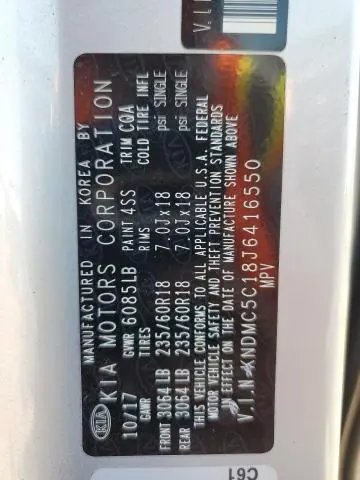 MANUFACTURED IN KOREA BY
KIA KIA MOTORS CORPORATION
10/17 GVWR 6085LB PAINT 4SS TRIM CQA
GAWR TIRES RIMS COLD TIRE INFL
FRONT 3064LB 235/60R18 7.0Jx18 psi SINGLE
REAR 3064LB 235/60R18 7.0Jx18 psi SINGLE
THIS VEHICLE CONFORMS TO ALL APPLICABLE U.S.A. FEDERAL
MOTOR VEHICLE SAFETY AND THEFT PREVENTION STANDARDS
EFFECT ON THE DATE OF MANUFACTURE SHOWN ABOVE
V.I.N KNDMC5C18J6416550
MPV
V.I
C61